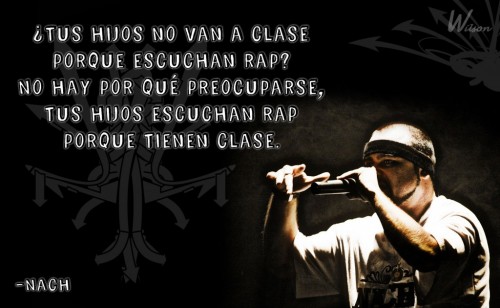 ¿TUS HIJOS NO VAN A CLASE
PORQUE ESCUCHAN RAP?
NO HAY POR QUÉ PREOCUPARSE,
TUS HIJOS ESCUCHAN RAP
PORQUE TIENEN CLASE.
-NACH